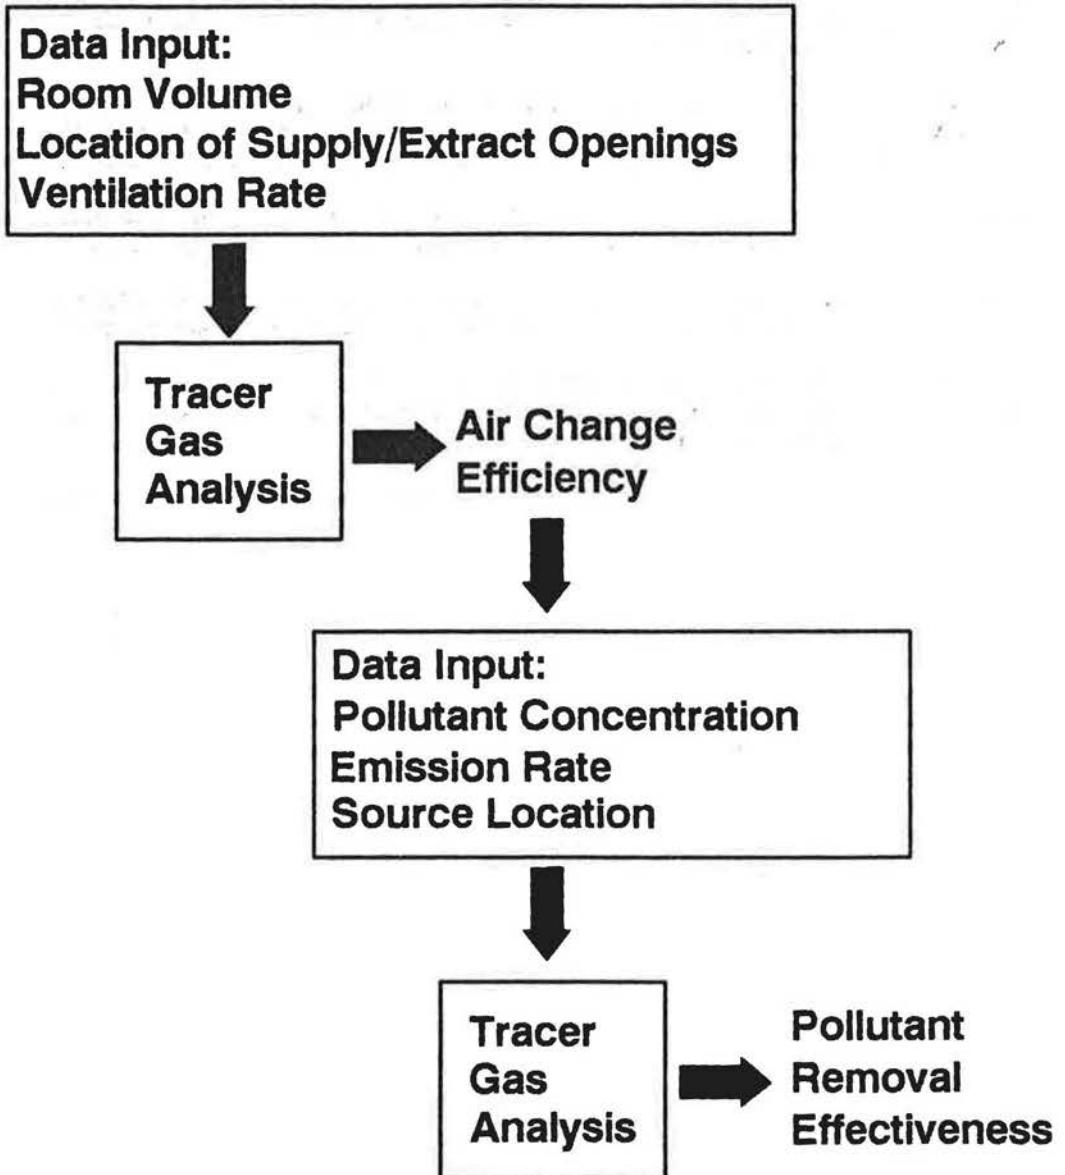 Data Input:
Room Volume
Location of Supply/Extract Openings
Ventilation Rate
Tracer
Gas
Analysis
Air Change
Efficiency
Data Input:
Pollutant Concentration
Emission Rate
Source Location
Tracer
Gas
Analysis
Pollutant
Removal
Effectiveness